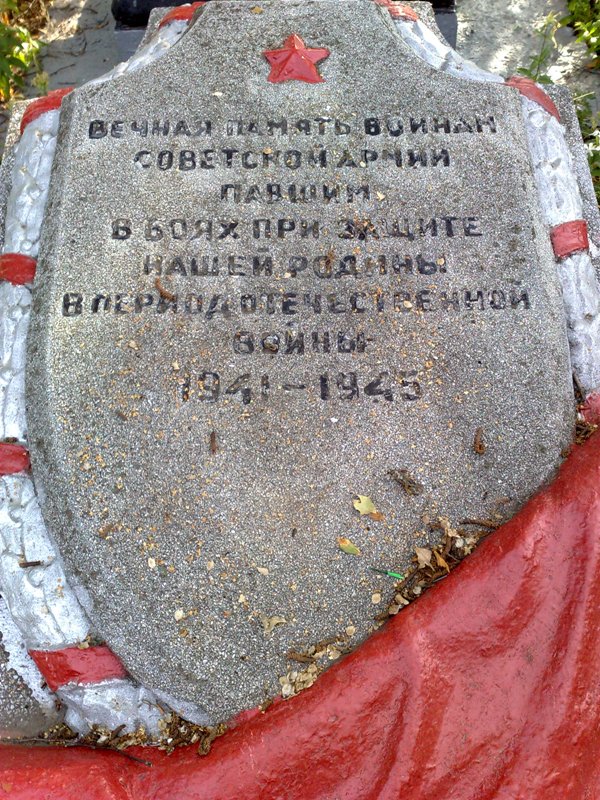 ВЕЧНАЯ ПАМЯТЬ ВОИНАМ
СОВЕТСКОЙ АРМИИ
ПАВШИМ
В БОЯХ ПРИ ЗАЩИТЕ
НАШЕЙ РОДИНЫ
В ПЕРИОД ОТЕЧЕСТВЕННОЙ
ВОЙНЫ
1941-1945